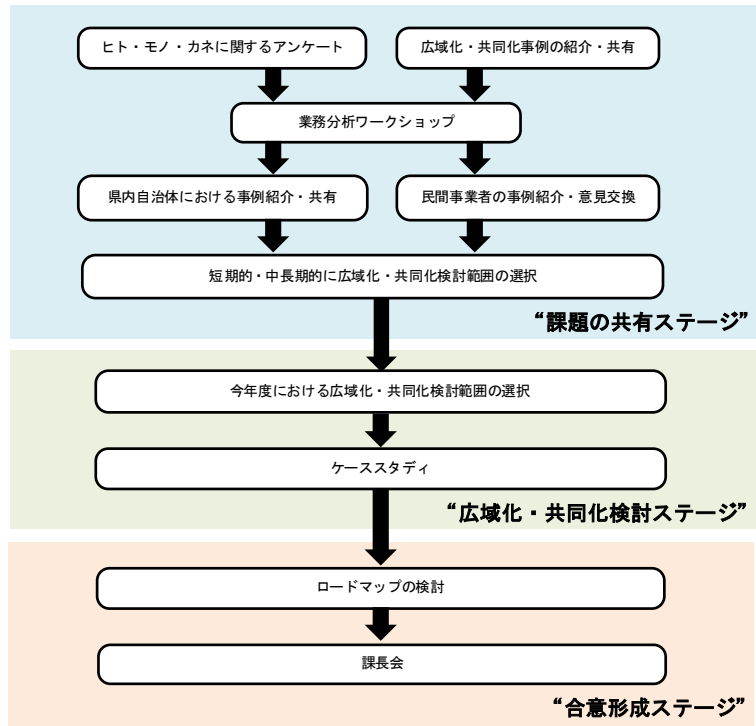 ヒト・モノ・カネに関するアンケート
広域化・共同化事例の紹介・共有
業務分析ワークショップ
県内自治体における事例紹介・共有
民間事業者の事例紹介・意見交換
短期的・中長期的に広域化・共同化検討範囲の選択
“課題の共有ステージ”
今年度における広域化・共同化検討範囲の選択
ケーススタディ
“広域化・共同化検討ステージ”
ロードマップの検討
課長会
“合意形成ステージ”